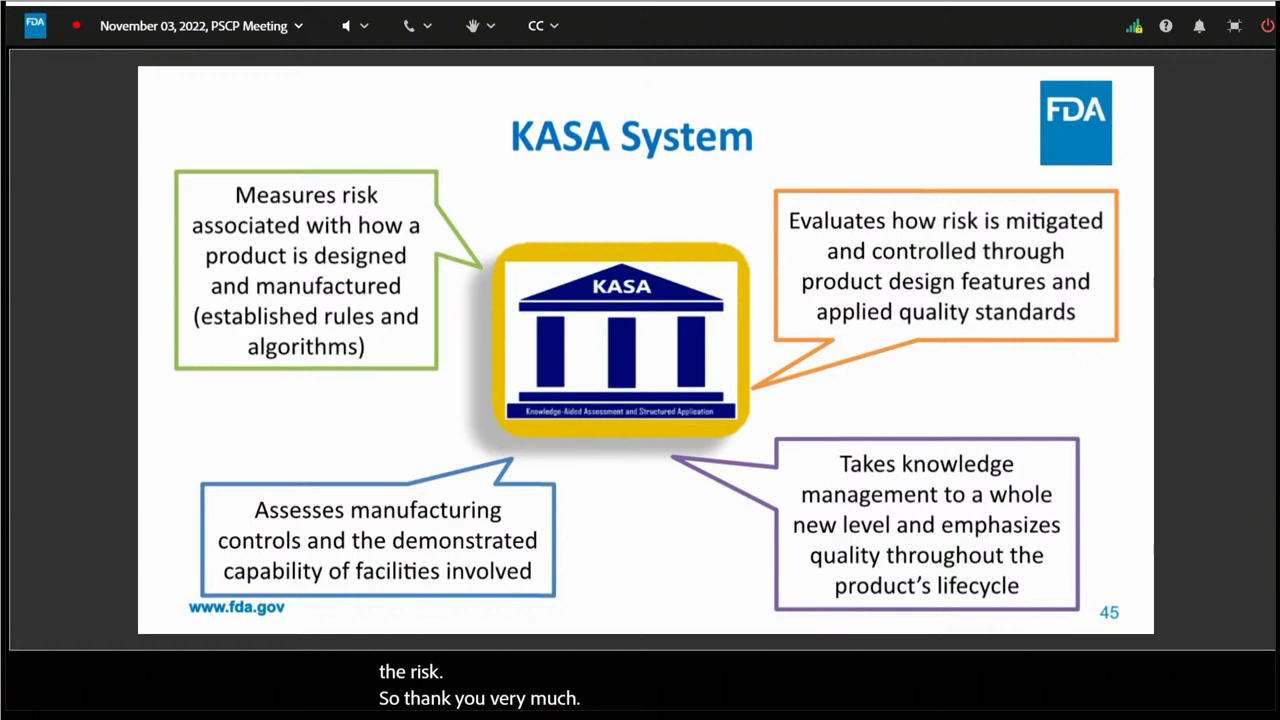 FDA
November 03, 2022, PSCP Meeting
CC
KASA System
FDA
Measures risk
associated with how a
product is designed
and manufactured
(established rules and
algorithms)
Evaluates how risk is mitigated
and controlled through
product design features and
applied quality standards
KASA
Knowledge-Aided Assessment and Structured Application
Assesses manufacturing
controls and the demonstrated
capability of facilities involved
Takes knowledge
management to a whole
new level and emphasizes
quality throughout the
product's lifecycle
www.fda.gov
45
the risk.
So thank you very much.